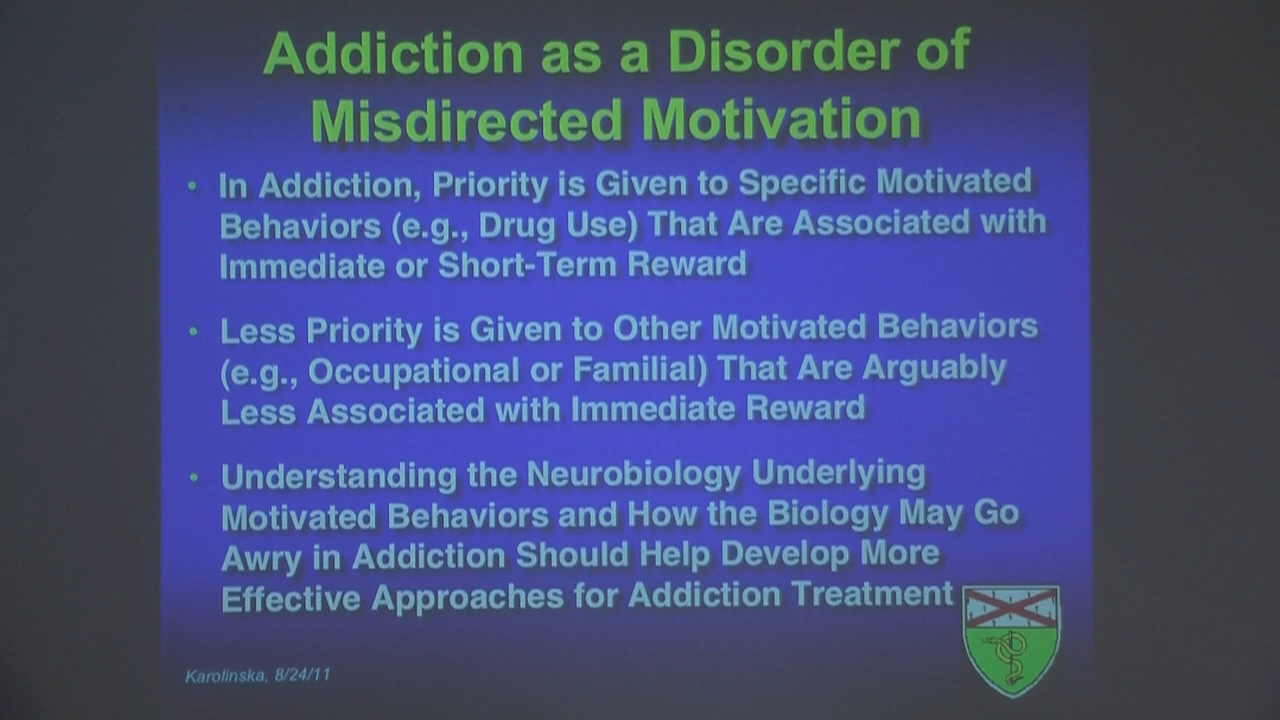 Addiction as a Disorder of
Misdirected Motivation
• In Addiction, Priority is Given to Specific Motivated
Behaviors (e.g., Drug Use) That Are Associated with
Immediate or Short-Term Reward
• Less Priority is Given to Other Motivated Behaviors
(e.g., Occupational or Familial) That Are Arguably
Less Associated with Immediate Reward
• Understanding the Neurobiology Underlying
Motivated Behaviors and How the Biology May Go
Awry in Addiction Should Help Develop More
Effective Approaches for Addiction Treatment
Karolinska, 8/24/11